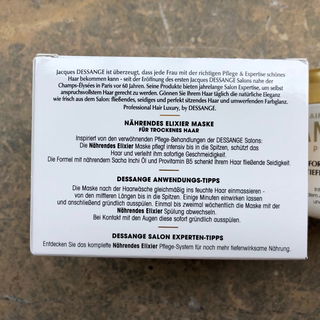 Jacques DESSANGE ist überzeugt, dass jede Frau mit der richtigen Pflege & Expertise schönes
Haar bekommen kann - seit der Eröffnung des ersten Jacques DESSANGE Salons nahe der
Champs-Élysées in Paris vor 60 Jahren. Seine Produkte bieten jahrelange Salon Expertise, um selbst
anspruchsvollstem Haar gerecht zu werden. Gönnen Sie Ihrem Haar täglich die natürliche Eleganz
wie frisch aus dem Salon: fließendes, seidiges und perfekt sitzendes Haar und umwerfenden Farbglanz.
Professional Hair Luxury, by DESSANGE.
NÄHRENDES ELIXIER MASKE
FÜR TROCKENES HAAR
Inspiriert von den verwöhnenden Pflege-Behandlungen der DESSANGE Salons:
Die Nährendes Elixier Maske pflegt intensiv bis in die Spitzen, schützt das
Haar und verleiht ihm sofortige Geschmeidigkeit.
Die Formel mit nährendem Sacha Inchi Öl und Provitamin B5 schenkt Ihrem Haar fließende Seidigkeit.
DESSANGE ANWENDUNGS-TIPPS
Die Maske nach der Haarwäsche gleichmäßig ins feuchte Haar einmassieren -
von den mittleren Längen bis in die Spitzen. Einige Minuten einwirken lassen
und anschließend gründlich ausspülen. Einmal bis zweimal wöchentlich die Maske mit der
Nährendes Elixier Spülung abwechseln.
Bei Kontakt mit den Augen diese sofort gründlich ausspülen.
DESSANGE SALON EXPERTEN-TIPPS
Entdecken Sie das komplette Nährendes Elixier Pflege-System für noch mehr tiefenwirksame Nährung.